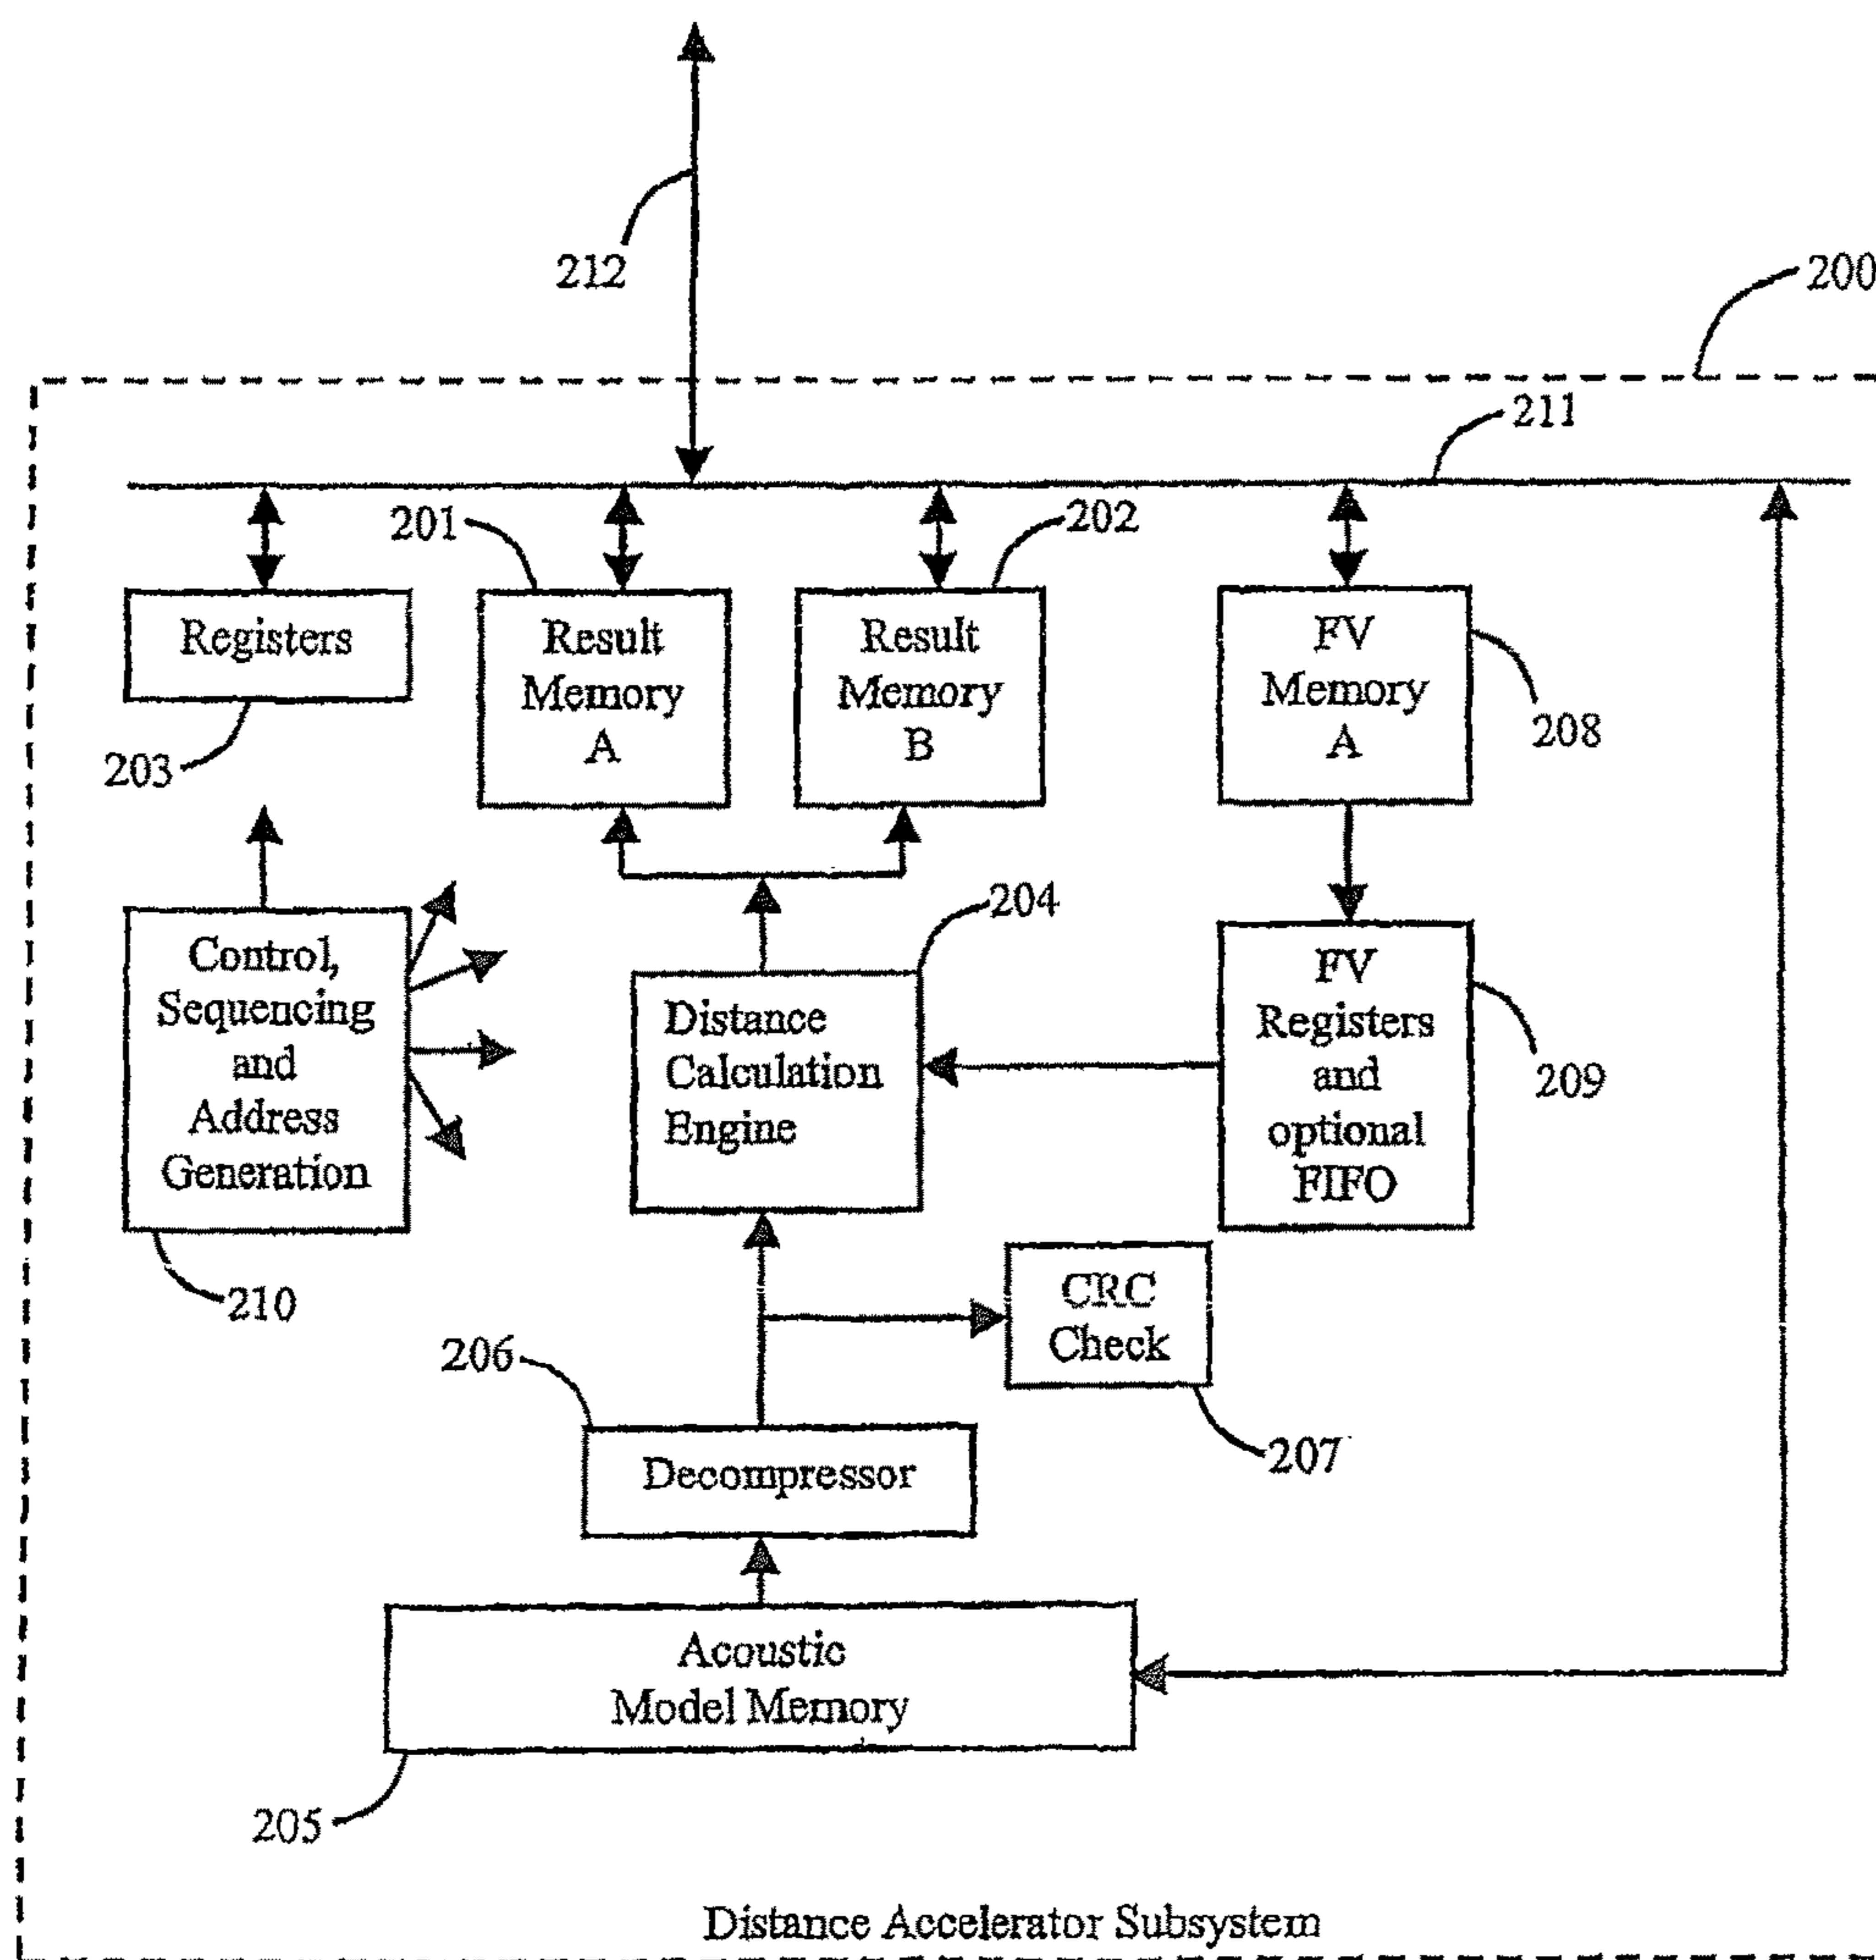 212
200
211
201
202
Registers
Result
Memory
A
Result
Memory
B
FV
Memory
A
203
208
204
Control,
Sequencing
and
Address
Generation
Distance
Calculation
Engine
FV
Registers
and
optional
FIFO
209
210
CRC
Check
206
207
Decompressor
Acoustic
Model Memory
205
Distance Accelerator Subsystem